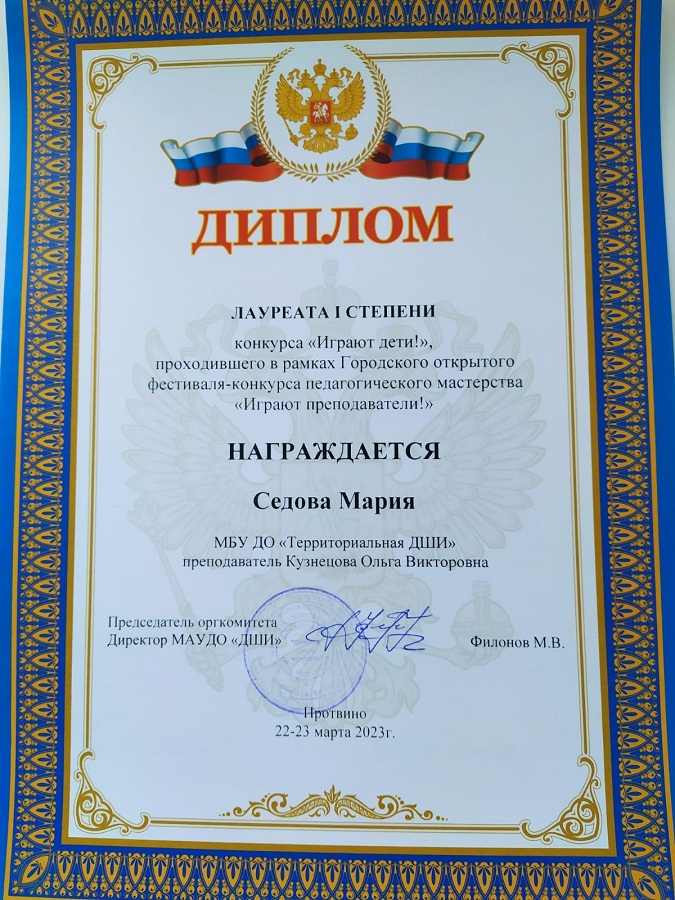 ДИПЛОМ
ЛАУРЕАТА I СТЕПЕНИ
конкурса «Играют дети!»,
проходившего в рамках Городского открытого
фестиваля-конкурса педагогического мастерства
«Играют преподаватели!»
НАГРАЖДАЕТСЯ
Седова Мария
МБУ ДО «Территориальная ДШИ»
преподаватель Кузнецова Ольга Викторовна
Председатель оргкомитета
Директор МАУДО «ДШИ» Филонов М.В.
Протвино
22-23 марта 2023г.